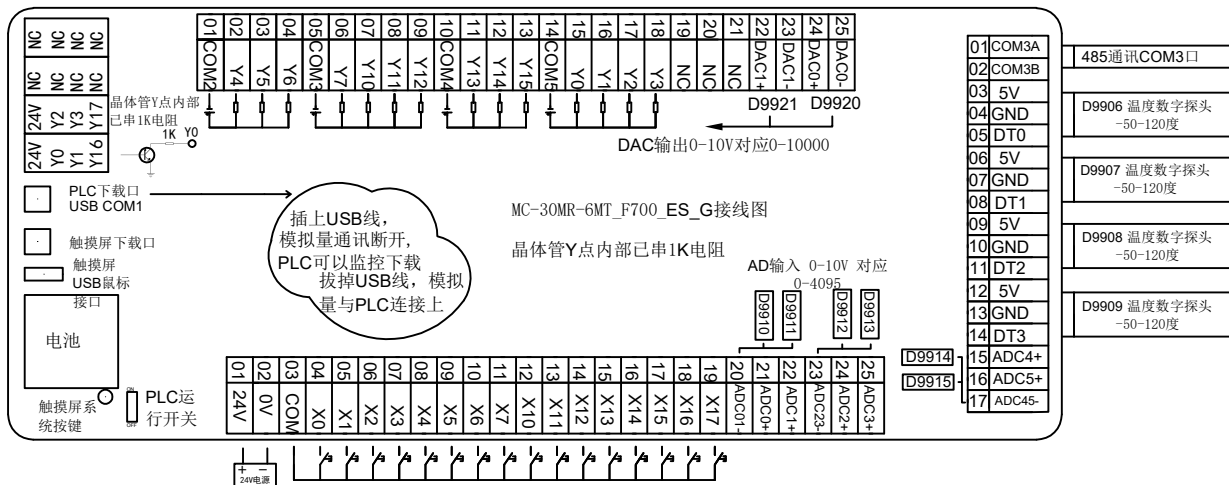 NC NC NC NC
NC NC NC NC
24V Y2 Y3 Y17
24V Y0 Y1 Y16
晶体管Y点内部
已串1K电阻
1K Y0
PLC下载口
USB COM1
触摸屏下载口
触摸屏
USB鼠标
接口
电池
触摸屏系
统按键
ON
OFF
PLC运
行开关
01 COM2
02 Y4
03 Y5
04 Y6
05 COM3
06 Y7
07 Y10
08 Y11
09 Y12
10 COM4
11 Y13
12 Y14
13 Y15
14 COM5
15 Y0
16 Y1
17 Y2
18 Y3
19 NC
20 NC
21 NC
22 DAC1+
23 DAC1-
24 DAC0+
25 DAC0-
D9921 D9920
DAC输出0-10V对应0-10000
插上USB线，
模拟量通讯断开,
PLC可以监控下载
拔掉USB线，模拟
量与PLC连接上
MC-30MR-6MT_F700_ES_G接线图
晶体管Y点内部已串1K电阻
AD输入 0-10V 对应
0-4095
D9910
D9911
D9912
D9913
D9914
D9915
01 COM3A
02 COM3B
03 5V
04 GND
05 DT0
06 5V
07 GND
08 DT1
09 5V
10 GND
11 DT2
12 5V
13 GND
14 DT3
15 ADC4+
16 ADC5+
17 ADC45-
485通讯COM3口
D9906 温度数字探头
-50-120度
D9907 温度数字探头
-50-120度
D9908 温度数字探头
-50-120度
D9909 温度数字探头
-50-120度
01 24V
02 0V
03 COM
04 X0
05 X1
06 X2
07 X3
08 X4
09 X5
10 X6
11 X7
12 X10
13 X11
14 X12
15 X13
16 X14
17 X15
18 X16
19 X17
20 ADC01-
21 ADC0+
22 ADC1+
23 ADC23-
24 ADC2+
25 ADC3+
+ −
24V电源